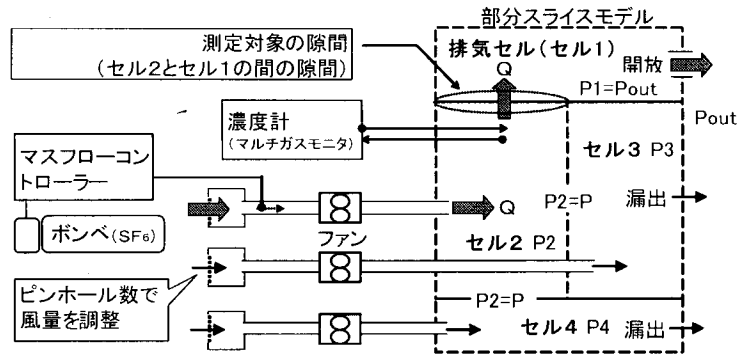 部分スライスモデル
測定対象の隙間
(セル2とセル1の間の隙間)
排気セル(セル1)
Q
開放
P1=Pout
Pout
濃度計
(マルチガスモニタ)
セル3 P3
マスフローコン
トローラー
P2=P
漏出
Q
ボンベ(SF6)
ファン
セル2 P2
ピンホール数で
風量を調整
P2=P
セル4 P4
漏出